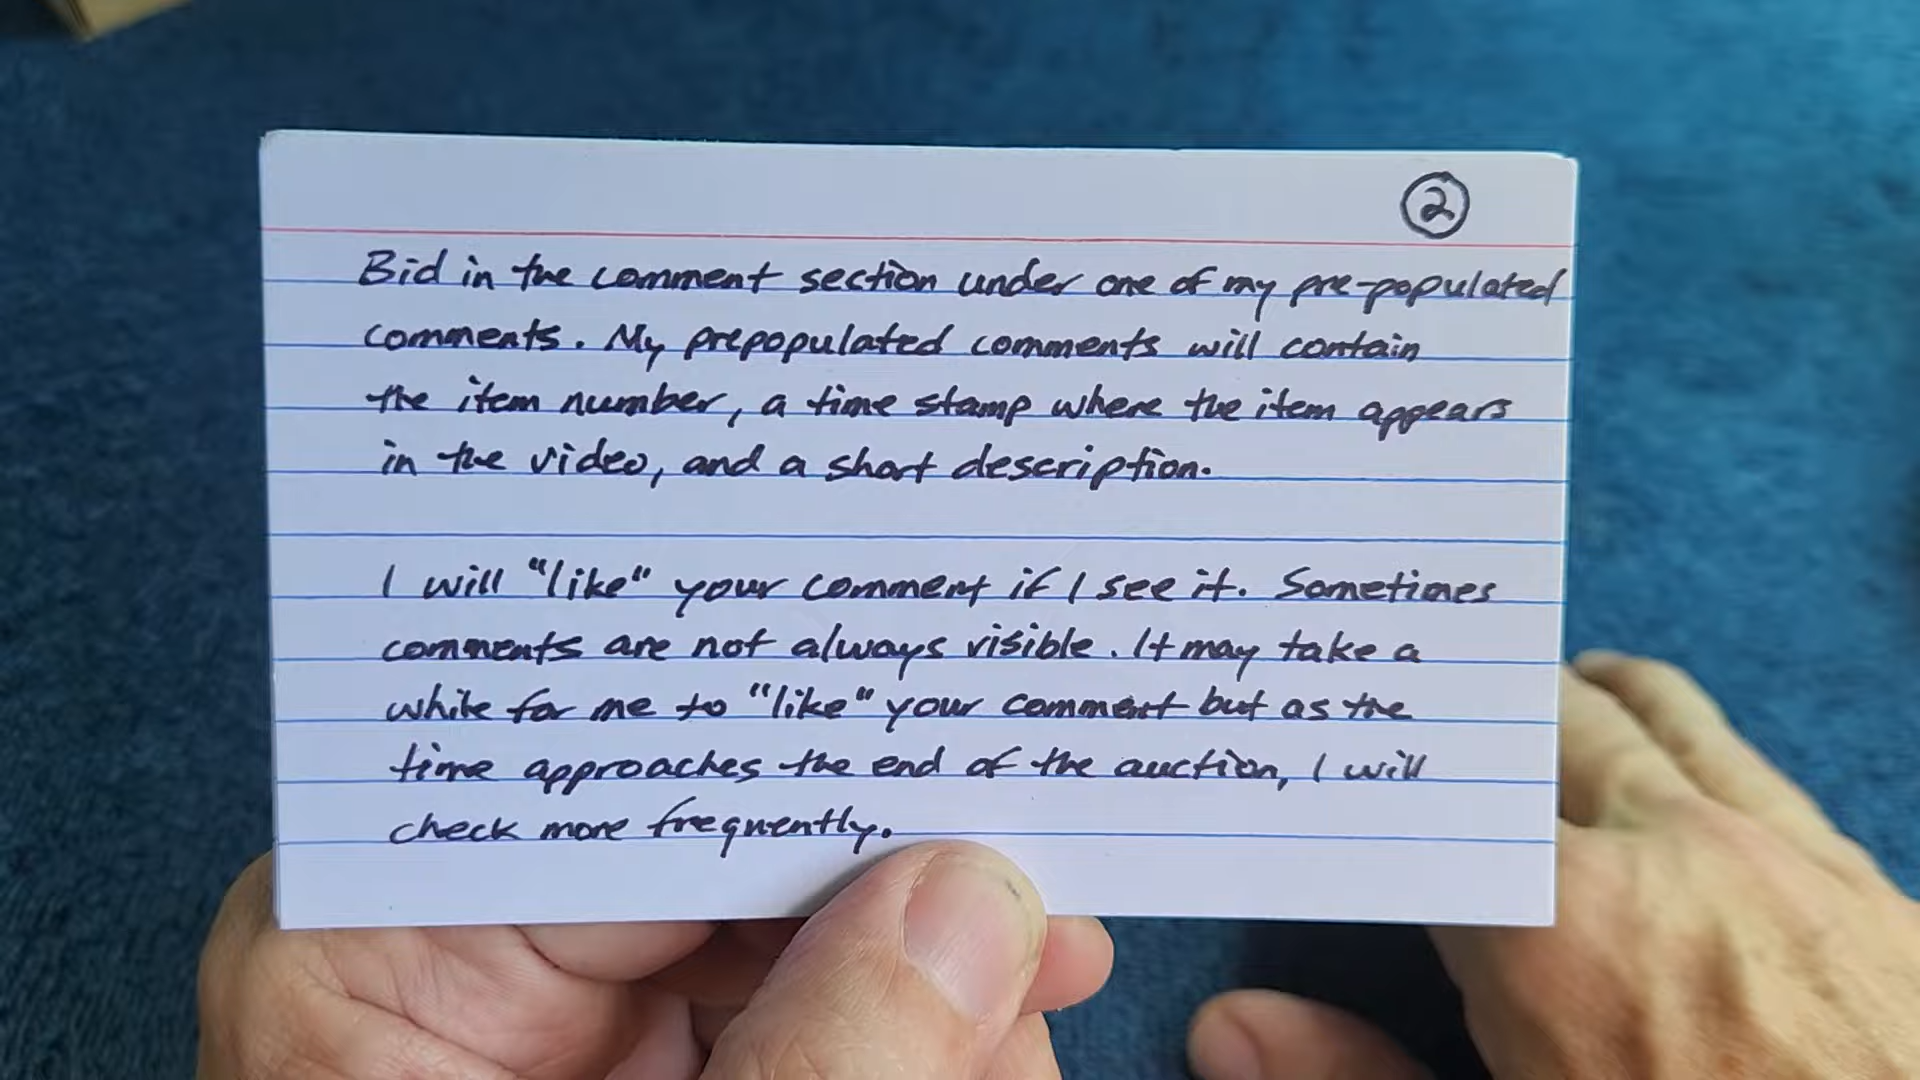 2
Bid in the comment section under one of my pre-populated
comments. My prepopulated comments will contain
the item number, a time stamp where the item appears
in the video, and a short description.
I will "like" your comment if I see it. Sometimes
comments are not always visible. It may take a
while for me to "like" your comment but as the
time approaches the end of the auction, I will
check more frequently.